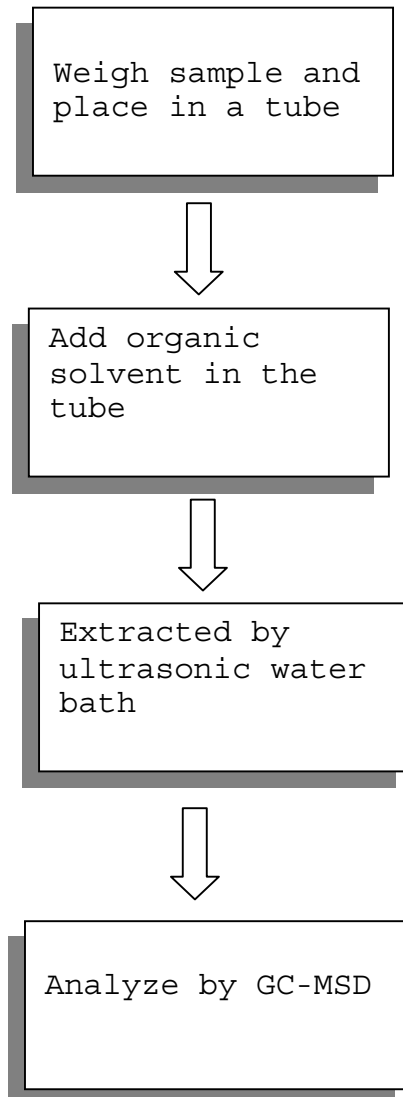 Weigh sample and
place in a tube
Add organic
solvent in the
tube
Extracted by
ultrasonic water
bath
Analyze by GC-MSD